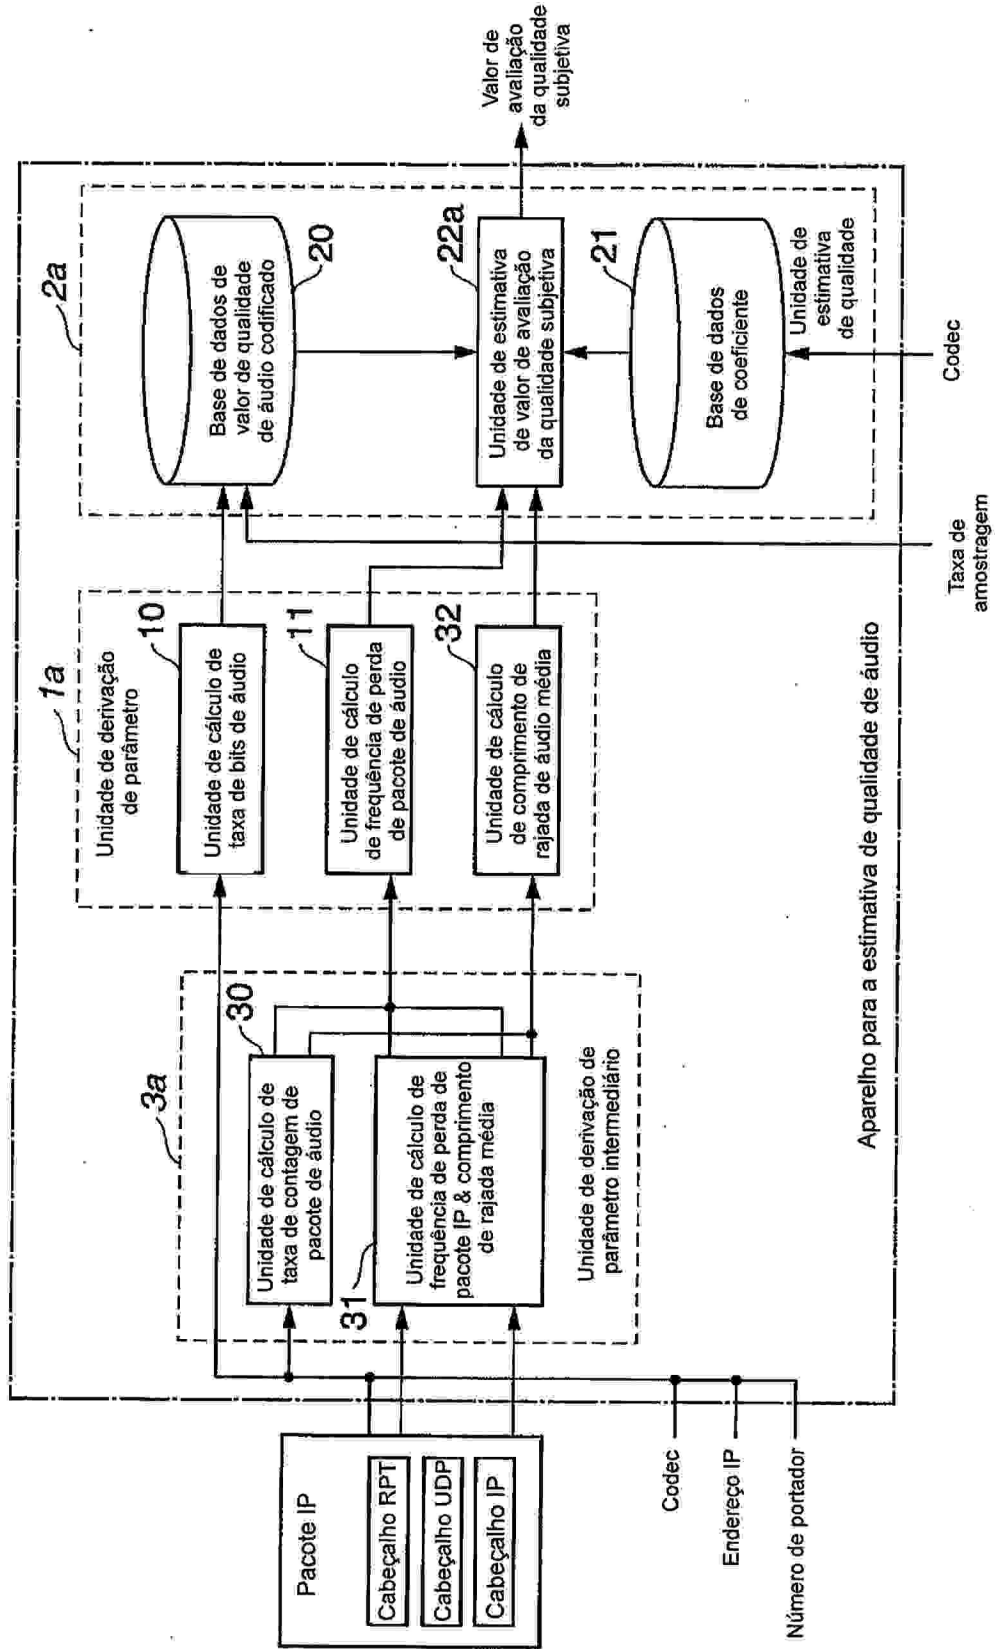 Pacote IP
Cabeçalho RPT
Cabeçalho UDP
Cabeçalho IP
Codec
Endereço IP
Número de portador
3a
30
Unidade de cálculo de
taxa de contagem de
pacote de áudio
31
Unidade de cálculo de
frequência de perda de
pacote IP & comprimento
de rajada média
Unidade de derivação de
parâmetro intermediário
1a
Unidade de derivação
de parâmetro
10
Unidade de cálculo de
taxa de bits de áudio
11
Unidade de cálculo
de frequência de perda
de pacote de áudio
32
Unidade de cálculo
de comprimento de
rajada de áudio média
2a
Base de dados de
valor de qualidade
de áudio codificado
20
22a
Unidade de estimativa
de valor de avaliação
da qualidade subjetiva
21
Base de dados
de coeficiente
Unidade de
estimativa
de qualidade
Valor de
avaliação
da qualidade
subjetiva
Taxa de
amostragem
Codec
Aparelho para a estimativa de qualidade de áudio